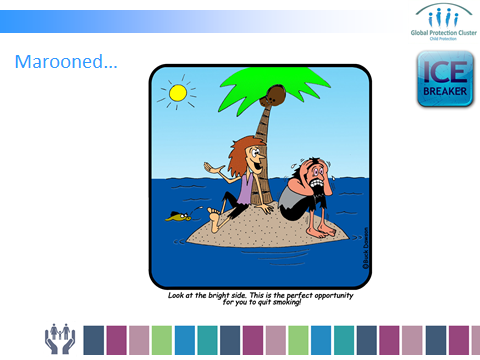 Global Protection Cluster
Child Protection
Marooned...
ICE
BREAKER
Look at the bright side. This is the perfect opportunity
for you to quit smoking!